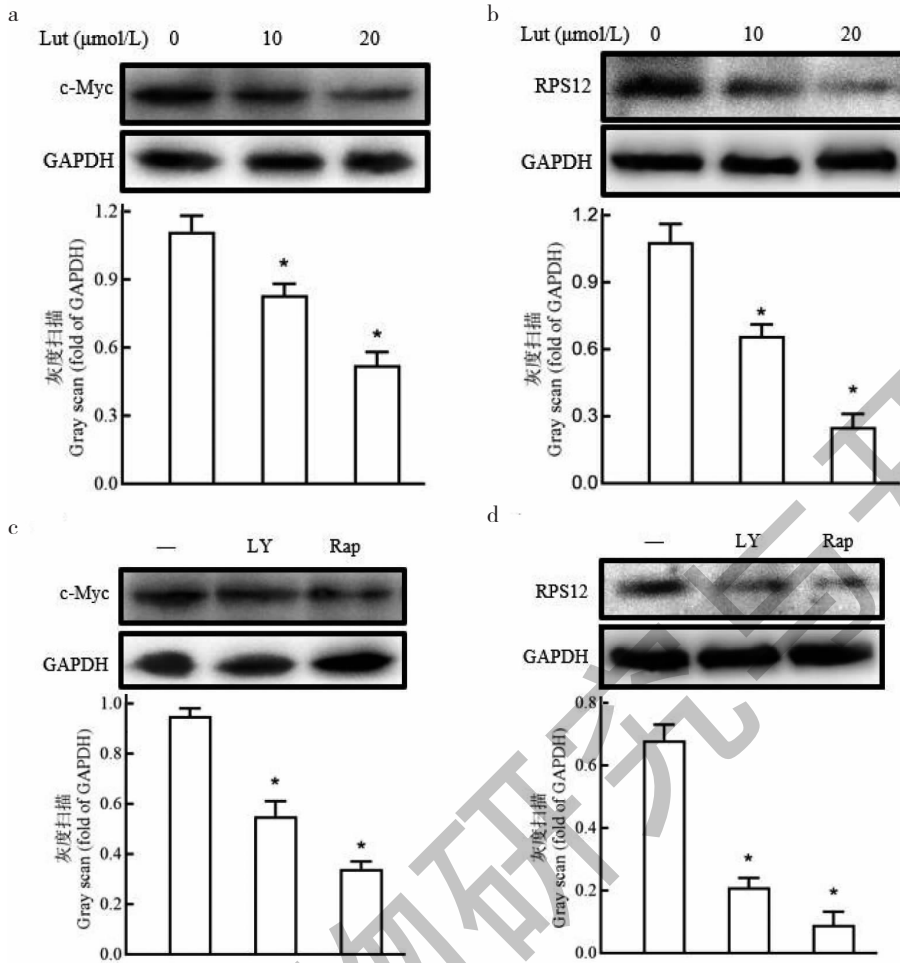 a
Lut (μmol/L) 0 10 20
c-Myc
GAPDH
1.2
0.9
0.6
0.3
0.0
灰度扫描
Gray scan (fold of GAPDH)
*
*
b
Lut (μmol/L) 0 10 20
RPS12
GAPDH
1.2
0.9
0.6
0.3
0.0
灰度扫描
Gray scan (fold of GAPDH)
*
*
c
— LY Rap
c-Myc
GAPDH
1.0
0.8
0.6
0.4
0.2
0.0
灰度扫描
Gray scan (fold of GAPDH)
*
*
d
— LY Rap
RPS12
GAPDH
0.8
0.6
0.4
0.2
0.0
灰度扫描
Gray scan (fold of GAPDH)
*
*
物研究与